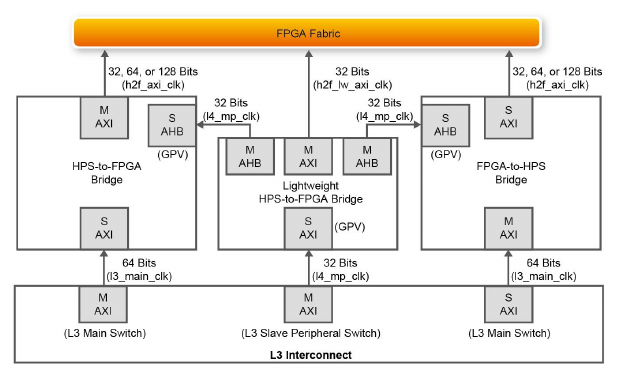 FPGA Fabric
32, 64, or 128 Bits
(h2f_axi_clk)
32 Bits
(h2f_lw_axi_clk)
32, 64, or 128 Bits
(h2f_axi_clk)
M
AXI
S
AHB
(GPV)
32 Bits
(l4_mp_clk)
32 Bits
(l4_mp_clk)
S
AHB
(GPV)
S
AXI
HPS-to-FPGA
Bridge
M
AHB
M
AXI
M
AHB
Lightweight
HPS-to-FPGA Bridge
FPGA-to-HPS
Bridge
S
AXI
S
AXI
(GPV)
M
AXI
64 Bits
(l3_main_clk)
32 Bits
(l4_mp_clk)
64 Bits
(l3_main_clk)
M
AXI
M
AXI
S
AXI
(L3 Main Switch)
(L3 Slave Peripheral Switch)
(L3 Main Switch)
L3 Interconnect